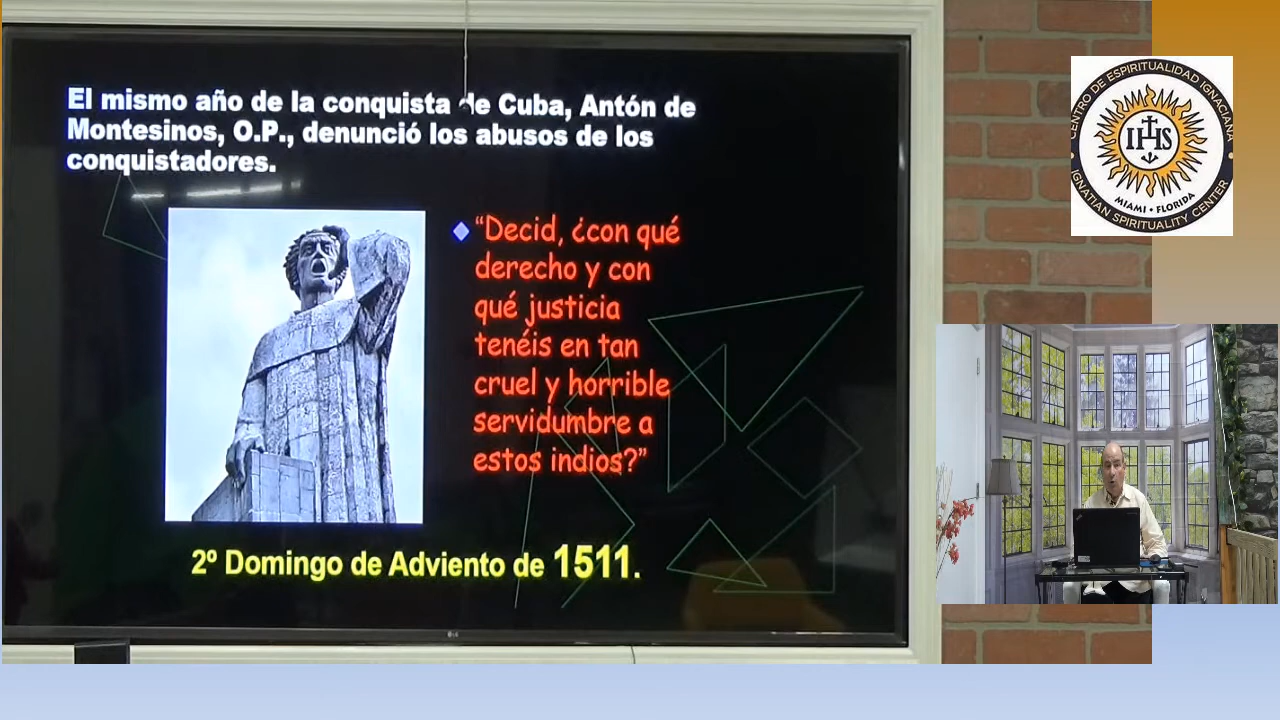 El mismo año de la conquista de Cuba, Antón de
Montesinos, O.P., denunció los abusos de los
conquistadores.
“Decid, ¿con qué
derecho y con
qué justicia
tenéis en tan
cruel y horrible
servidumbre a
estos indios?”
2º Domingo de Adviento de 1511.
LG
CENTRO DE ESPIRITUALIDAD IGNACIANA
IHS
MIAMI • FLORIDA
IGNATIAN SPIRITUALITY CENTER